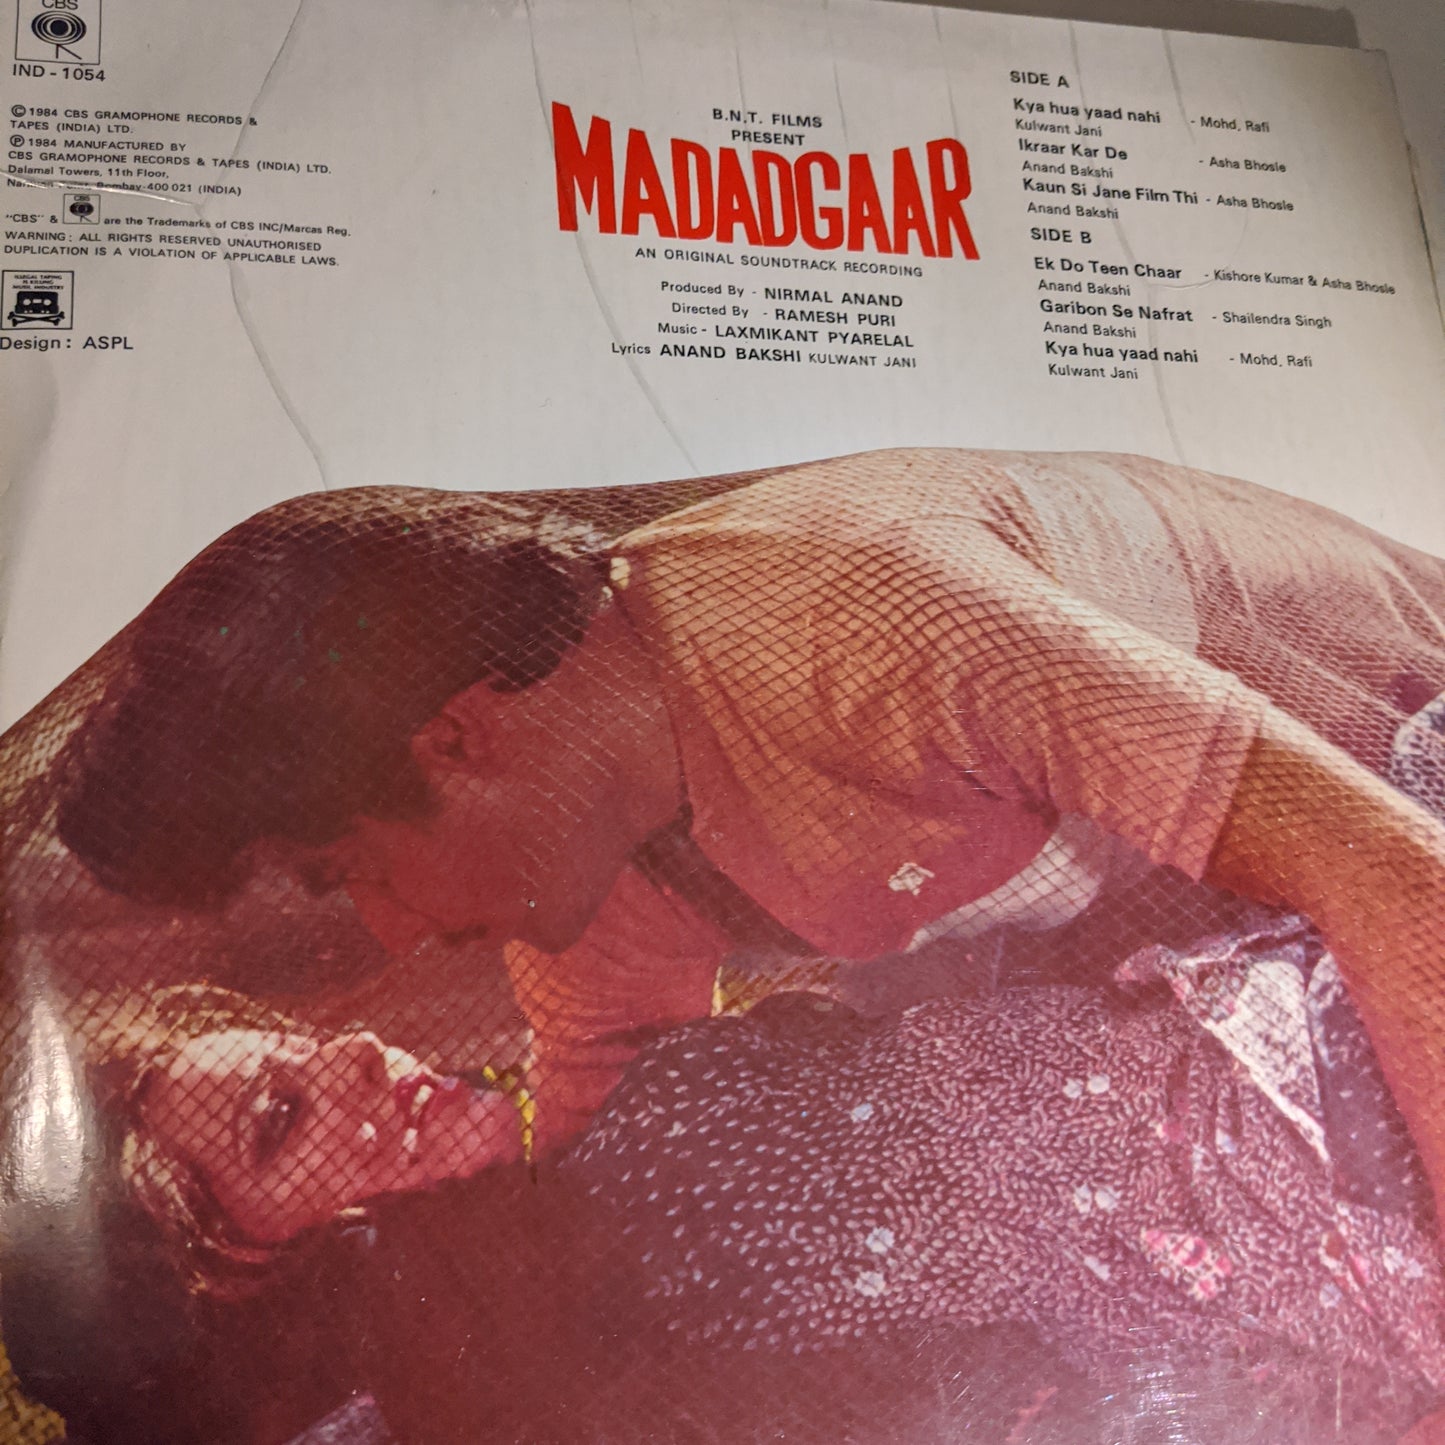 CBS
IND - 1054
© 1984 CBS GRAMOPHONE RECORDS &
TAPES (INDIA) LTD.
Ⓟ 1984 MANUFACTURED BY
CBS GRAMOPHONE RECORDS & TAPES (INDIA) LTD.
Dalamal Towers, 11th Floor,
Bombay-400 021 (INDIA)
CBS
"CBS" & are the Trademarks of CBS INC/Marcas Reg.
WARNING: ALL RIGHTS RESERVED UNAUTHORISED
DUPLICATION IS A VIOLATION OF APPLICABLE LAWS.
ILLEGAL TAPING
IS KILLING
MUSIC INDUSTRY
Design : ASPL
B.N.T. FILMS
PRESENT
MADADGAAR
AN ORIGINAL SOUNDTRACK RECORDING
Produced By - NIRMAL ANAND
Directed By - RAMESH PURI
Music - LAXMIKANT PYARELAL
Lyrics ANAND BAKSHI KULWANT JANI
SIDE A
Kya hua yaad nahi - Mohd. Rafi
Kulwant Jani
Ikraar Kar De - Asha Bhosle
Anand Bakshi
Kaun Si Jane Film Thi - Asha Bhosle
Anand Bakshi
SIDE B
Ek Do Teen Chaar - Kishore Kumar & Asha Bhosle
Anand Bakshi
Garibon Se Nafrat - Shailendra Singh
Anand Bakshi
Kya hua yaad nahi - Mohd. Rafi
Kulwant Jani